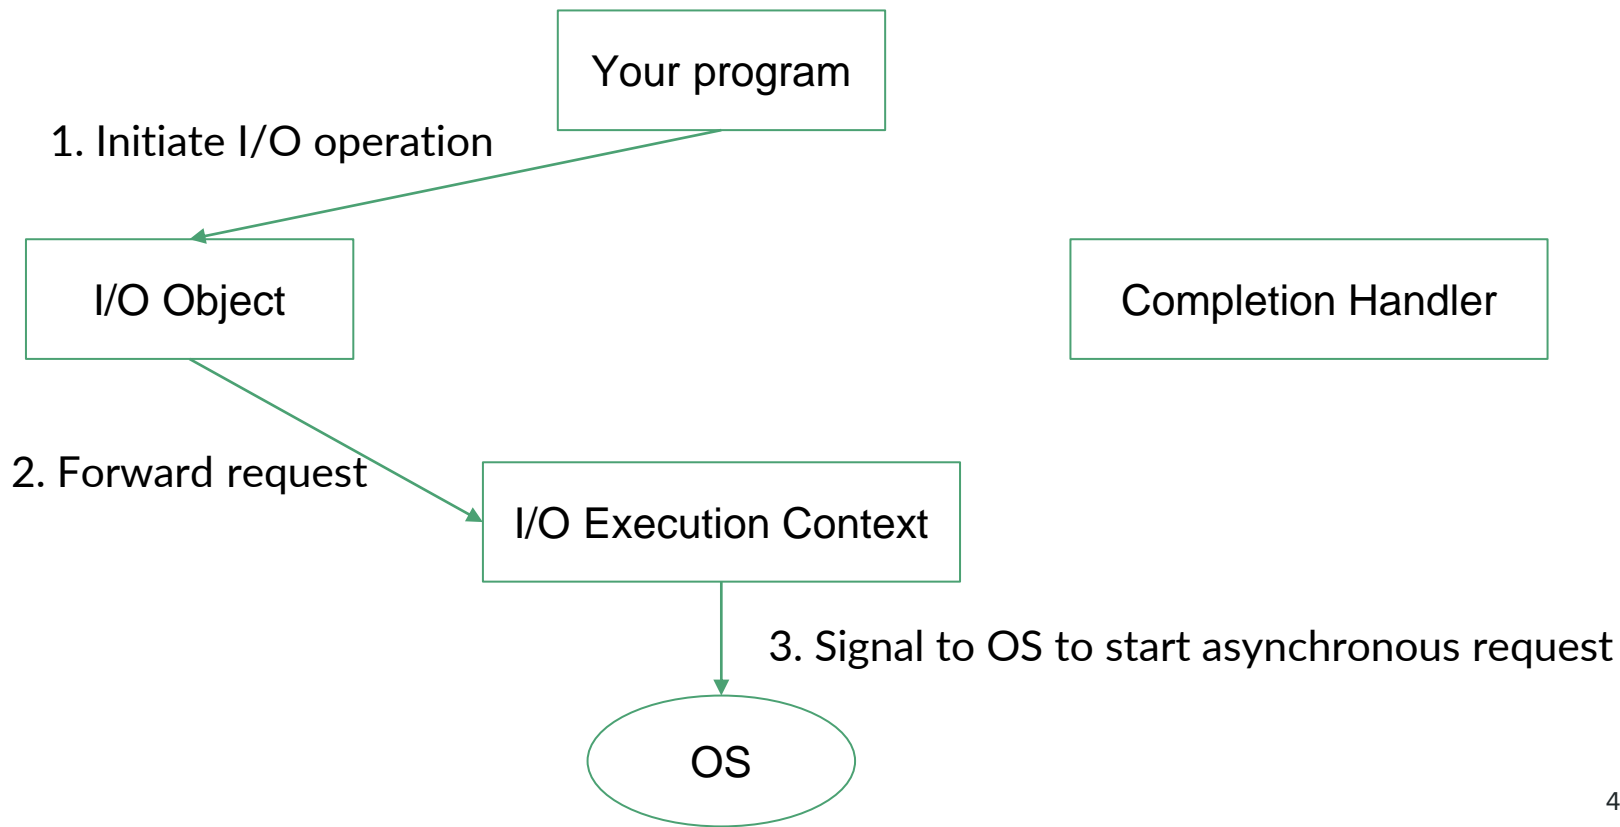 Your program
1. Initiate I/O operation
I/O Object
Completion Handler
2. Forward request
I/O Execution Context
3. Signal to OS to start asynchronous request
OS
4